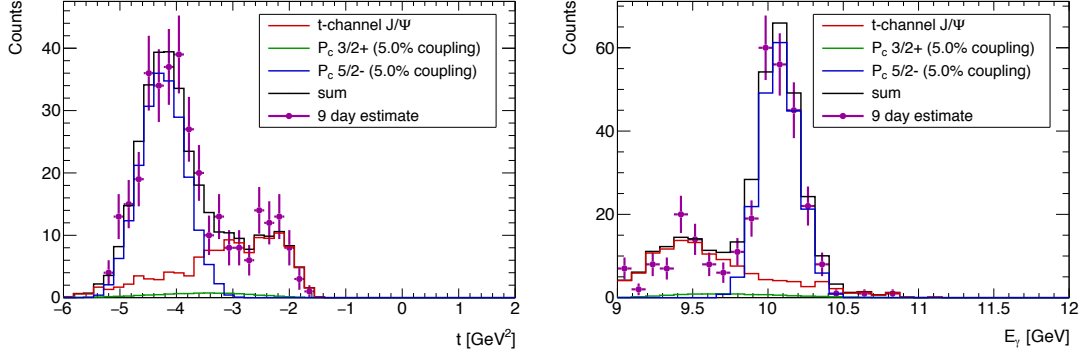 Counts
40
30
20
10
0
−6 −5 −4 −3 −2 −1 0 1 2
t [GeV²]
t-channel J/Ψ
P_c 3/2+ (5.0% coupling)
P_c 5/2- (5.0% coupling)
sum
9 day estimate
Counts
60
40
20
0
9 9.5 10 10.5 11 11.5 12
E_γ [GeV]
t-channel J/Ψ
P_c 3/2+ (5.0% coupling)
P_c 5/2- (5.0% coupling)
sum
9 day estimate